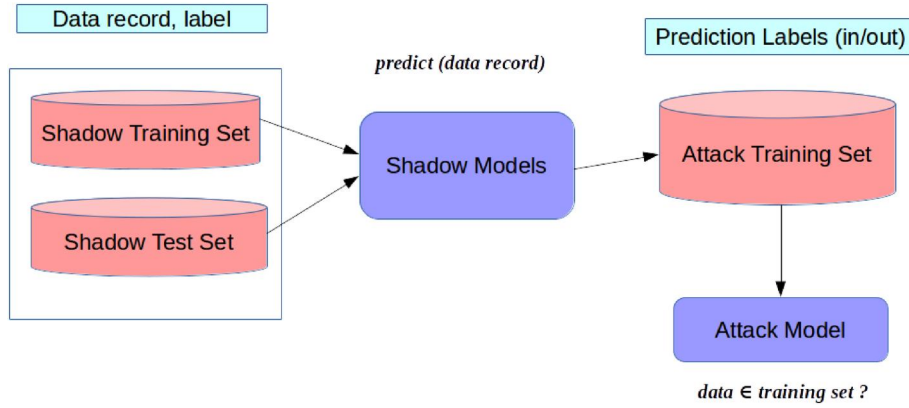 Data record, label
Prediction Labels (in/out)
predict (data record)
Shadow Training Set
Shadow Test Set
Shadow Models
Attack Training Set
Attack Model
data ∈ training set ?